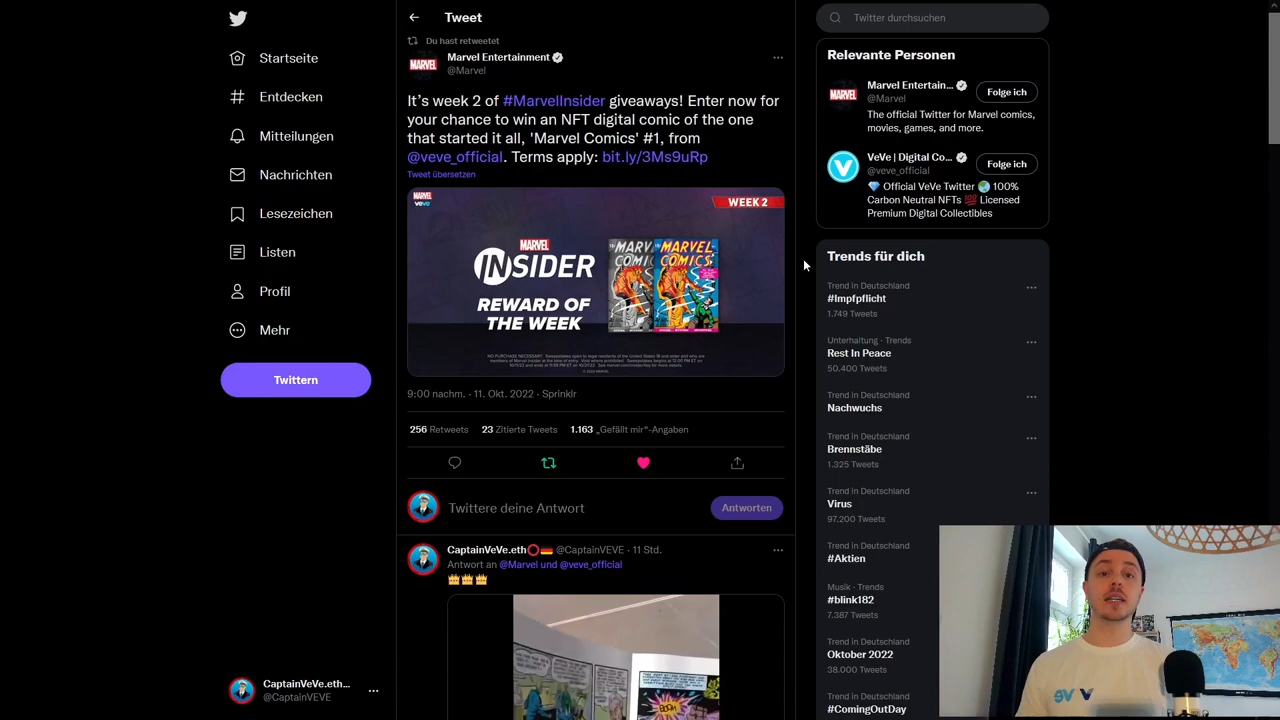 Startseite
Entdecken
Mitteilungen
Nachrichten
Lesezeichen
Listen
Profil
Mehr
Twittern
CaptainVeVe.eth...
@CaptainVEVE
Tweet
Du hast retweetet
MARVEL
Marvel Entertainment
@Marvel
It's week 2 of #MarvelInsider giveaways! Enter now for
your chance to win an NFT digital comic of the one
that started it all, 'Marvel Comics' #1, from
@veve_official. Terms apply: bit.ly/3Ms9uRp
Tweet übersetzen
MARVEL
veve
WEEK 2
MARVEL
INSIDER
REWARD OF
THE WEEK
MARVEL
COMICS
9:00 nachm. · 11. Okt. 2022 · Sprinklr
256 Retweets 23 Zitierte Tweets 1.163 „Gefällt mir“-Angaben
Twittere deine Antwort
Antworten
CaptainVeVe.eth @CaptainVEVE · 11 Std.
Antwort an @Marvel und @veve_official
Twitter durchsuchen
Relevante Personen
MARVEL
Marvel Entertain...
@Marvel
Folge ich
The official Twitter for Marvel comics,
movies, games, and more.
VeVe | Digital Co...
@veve_official
Folge ich
Official VeVe Twitter 100%
Carbon Neutral NFTs Licensed
Premium Digital Collectibles
Trends für dich
Trend in Deutschland
#Impfpflicht
1.749 Tweets
Unterhaltung · Trends
Rest In Peace
50.400 Tweets
Trend in Deutschland
Nachwuchs
Trend in Deutschland
Brennstäbe
1.325 Tweets
Trend in Deutschland
Virus
97.200 Tweets
Trend in Deutschland
#Aktien
Musik · Trends
#blink182
7.387 Tweets
Trend in Deutschland
Oktober 2022
38.000 Tweets
Trend in Deutschland
#ComingOutDay